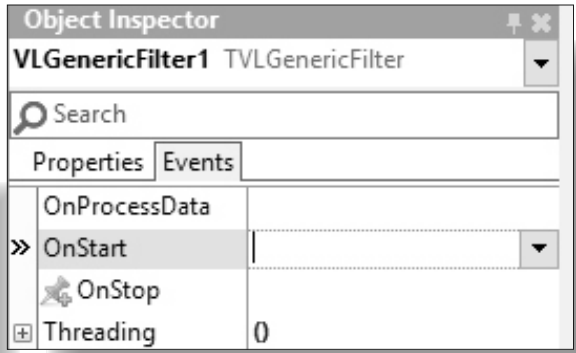 Object Inspector
VLGenericFilter1 TVLGenericFilter
Search
Properties Events
OnProcessData
OnStart
OnStop
Threading ()